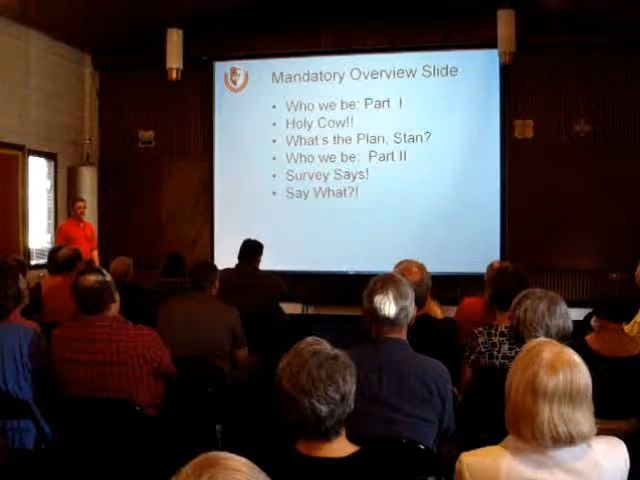 Mandatory Overview Slide
• Who we be: Part I
• Holy Cow!!
• What's the Plan, Stan?
• Who we be: Part II
• Survey Says!
• Say What?!